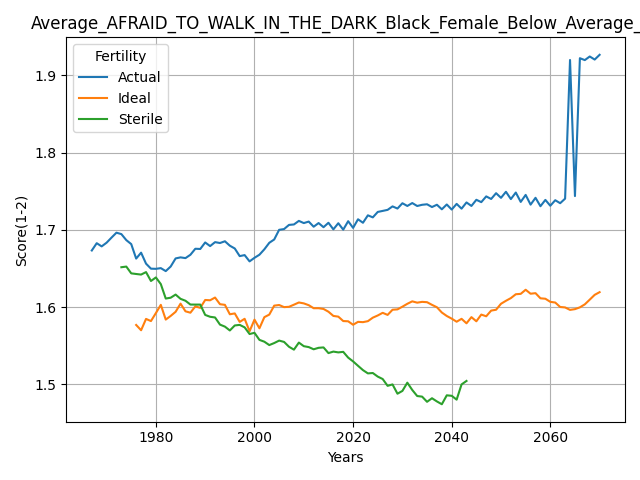 Average_AFRAID_TO_WALK_IN_THE_DARK_Black_Female_Below_Average_
Fertility
Actual
Ideal
Sterile
Score(1-2)
1.9
1.8
1.7
1.6
1.5
1980
2000
2020
2040
2060
Years